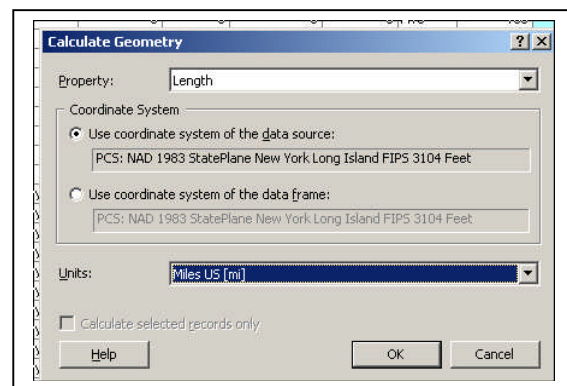 Calculate Geometry
Property: Length
Coordinate System
Use coordinate system of the data source:
PCS: NAD 1983 StatePlane New York Long Island FIPS 3104 Feet
Use coordinate system of the data frame:
PCS: NAD 1983 StatePlane New York Long Island FIPS 3104 Feet
Units: Miles US [mi]
Calculate selected records only
Help OK Cancel